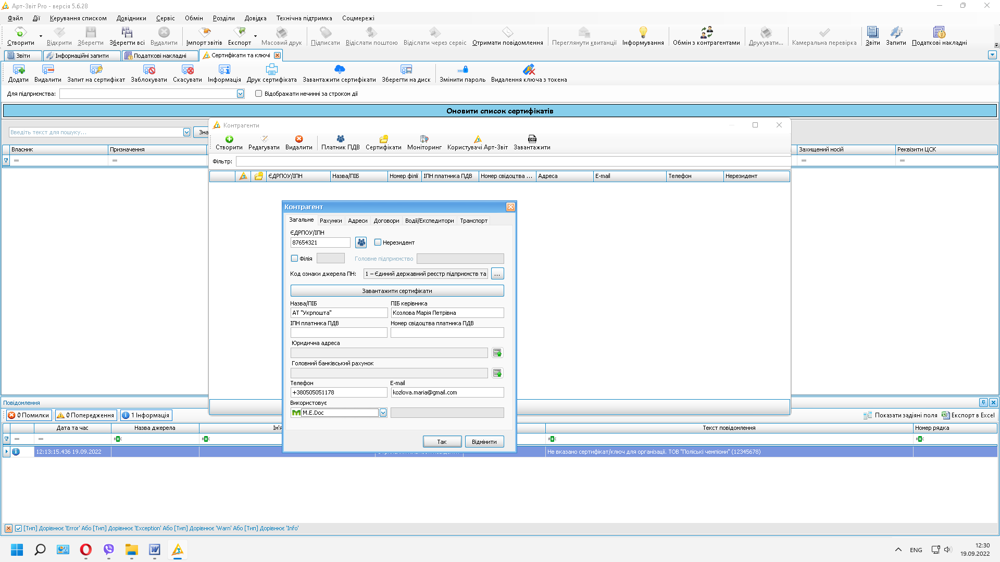 Арт-Звіт Pro - версія 5.6.28
Файл Дії Керування списком Довідники Сервіс Обмін Розділи Довідка Технічна підтримка Соцмережі
Створити Відкрити Зберегти Зберегти всі Видалити Імпорт звітів Експорт Масовий друк Підписати Відіслати поштою Відіслати через сервіс Отримати повідомлення Переглянути квитанції Інформування Обмін з контрагентами Друкувати... Камеральна перевірка Звіти Запити Податкові накладні
Звіти Інформаційні запити Податкові накладні Сертифікати та ключі
Додати Видалити Запит на сертифікат Заблокувати Скасувати Інформація Друк сертифіката Завантажити сертифікати Зберегти на диск Змінити пароль Видалення ключа з токена
Для підприємства: Відображати нечинні за строком дії
Оновити список сертифікатів
Введіть текст для пошуку... Зна
Власник Призначення Захищений носій Реквізити ЦСК
= = = =
Контрагенти
Створити Редагувати Видалити Платник ПДВ Сертифікати Моніторинг Користувачі Арт-Звіт DBF Завантажити
Фільтр:
ЄДРПОУ/ІПН Назва/ПІБ Номер філії ІПН платника ПДВ Номер свідоцтва ... Адреса E-mail Телефон Нерезидент
Контрагент
Загальне Рахунки Адреси Договори Водії/Експедитори Транспорт
ЄДРПОУ/ІПН
87654321 Нерезидент
Філія Головне підприємство
Код ознаки джерела ПН: 1 – Єдиний державний реєстр підприємств та ...
Завантажити сертифікати
Назва/ПІБ ПІБ керівника
АТ "Укрпошта" Козлова Марія Петрівна
ІПН платника ПДВ Номер свідоцтва платника ПДВ
Юридична адреса
Головний банківський рахунок
Телефон E-mail
+380505051178 kozlova.maria@gmail.com
Використовує
M.E.Doc
Так Відмінити
Повідомлення
0 Помилки 0 Попередження 1 Інформація Показати задіяні поля Експорт в Excel
Дата та час Назва джерела Ім'я Текст повідомлення Номер рядка
= = ABC ABC ABC ABC
12:13:15.436 19.09.2022 Не вказано сертифікат/ключ для організації. ТОВ "Поліські чемпіони" (12345678)
[Тип] Дорівнює 'Error' Або [Тип] Дорівнює 'Exception' Або [Тип] Дорівнює 'Warn' Або [Тип] Дорівнює 'Info'
ENG 12:30
19.09.2022